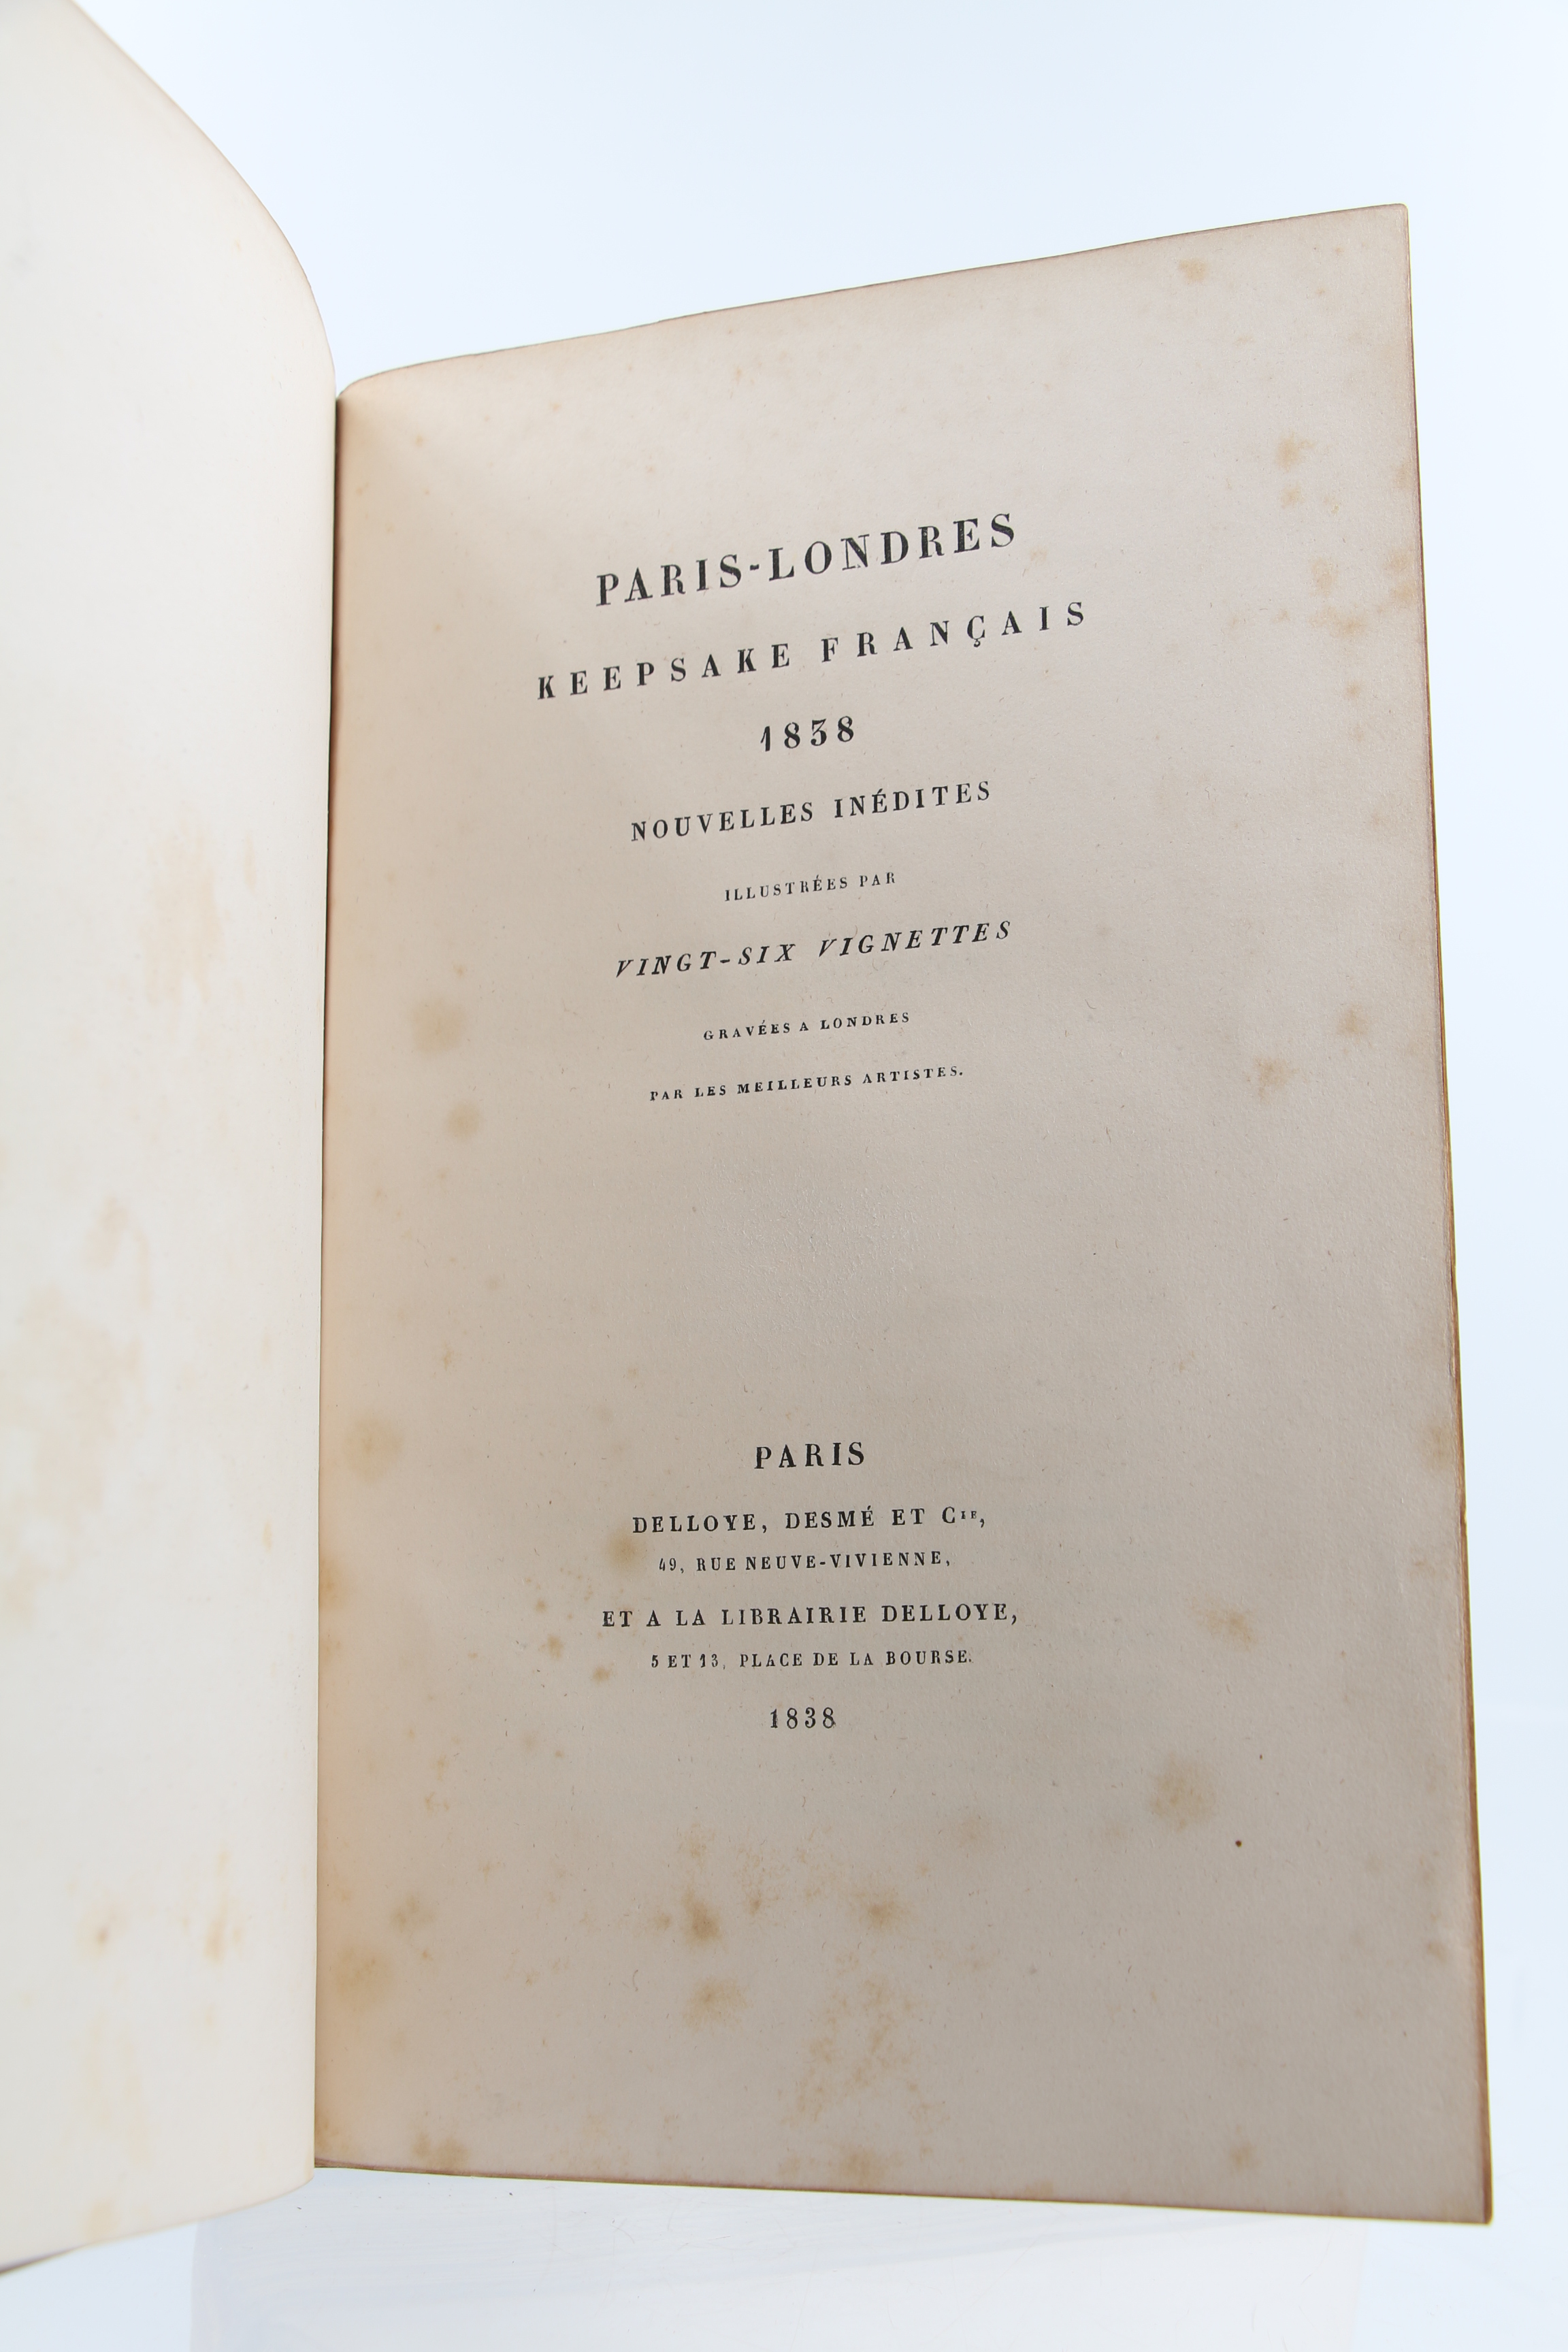 PARIS-LONDRES
KEEPSAKE FRANÇAIS
1838
NOUVELLES INÉDITES
ILLUSTRÉES PAR
VINGT-SIX VIGNETTES
GRAVÉES A LONDRES
PAR LES MEILLEURS ARTISTES.
PARIS
DELLOYE, DESMÉ ET CIE,
49, RUE NEUVE-VIVIENNE,
ET A LA LIBRAIRIE DELLOYE,
5 ET 13, PLACE DE LA BOURSE.
1838